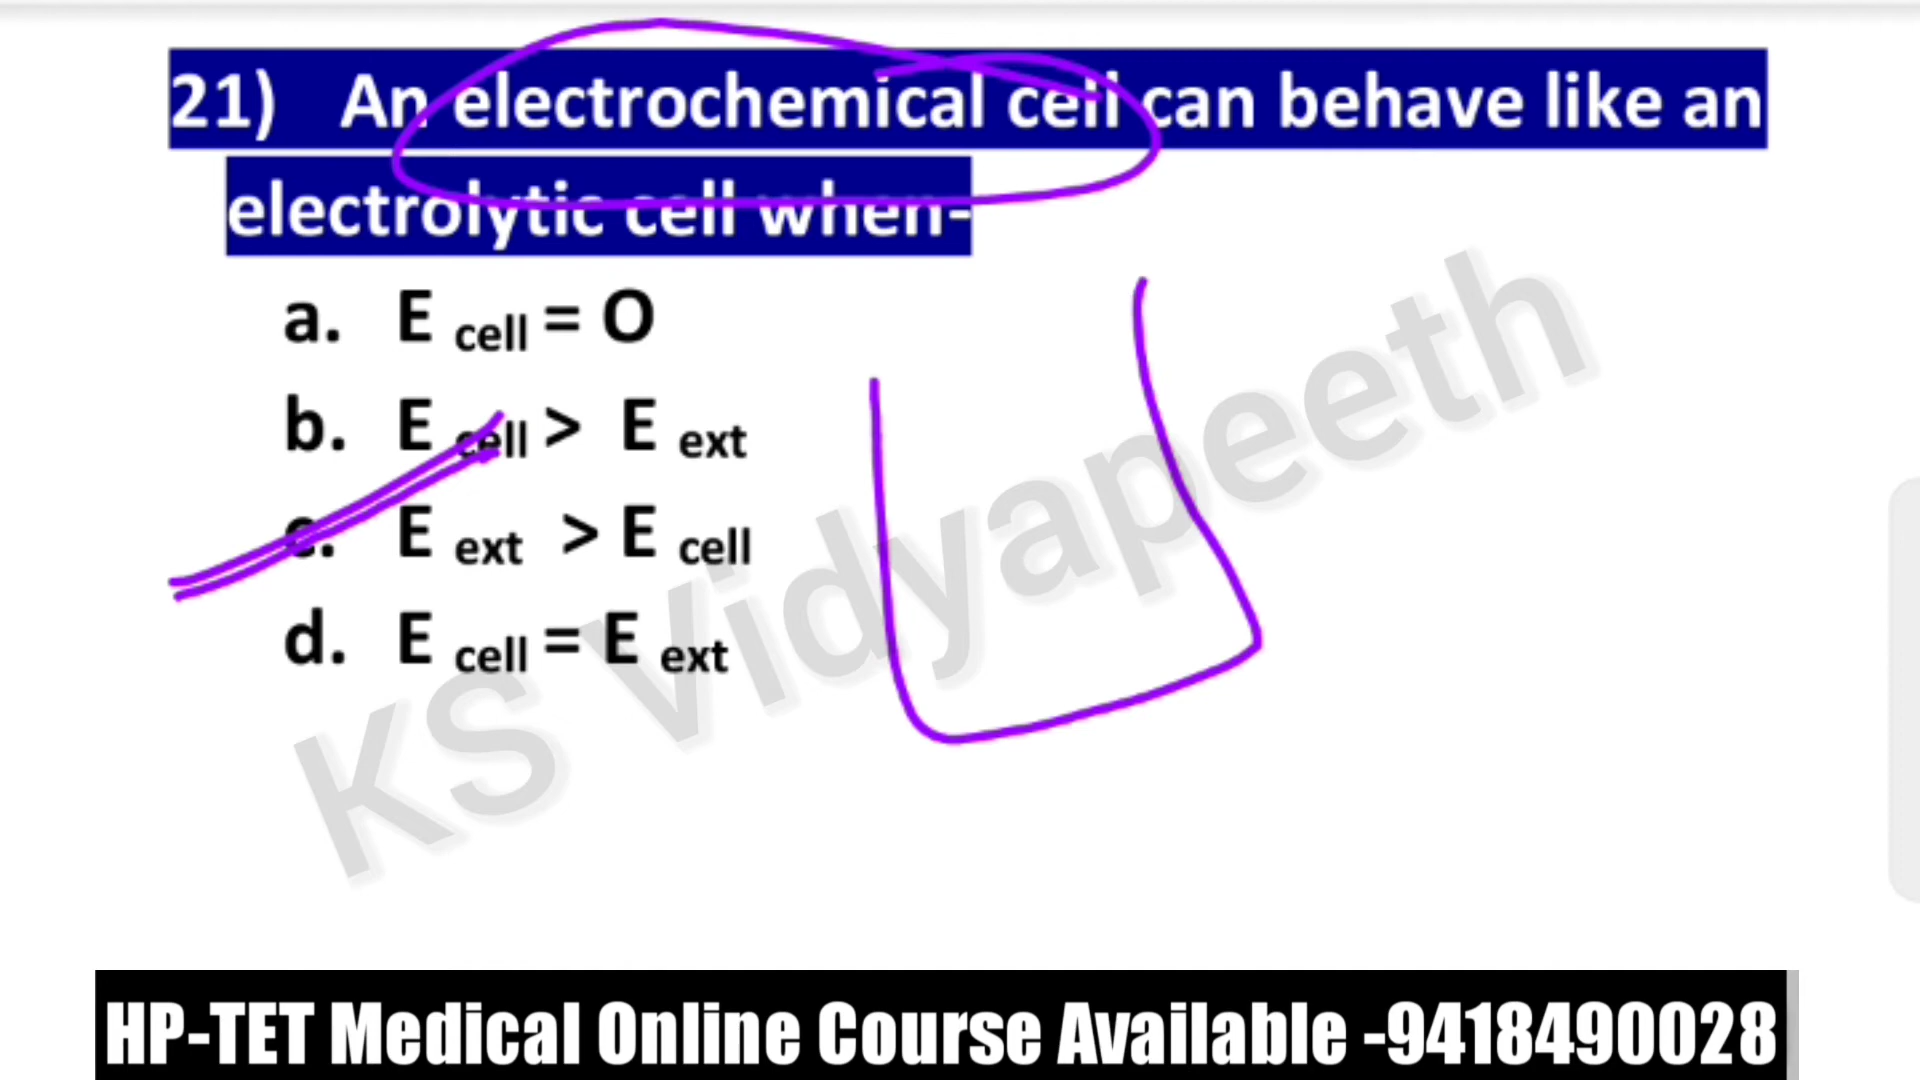 21) An electrochemical cell can behave like an
electrolytic cell when-
a. E cell = O
b. E cell > E ext
c. E ext > E cell
d. E cell = E ext
KS Vidyapeeth
HP-TET Medical Online Course Available -9418490028